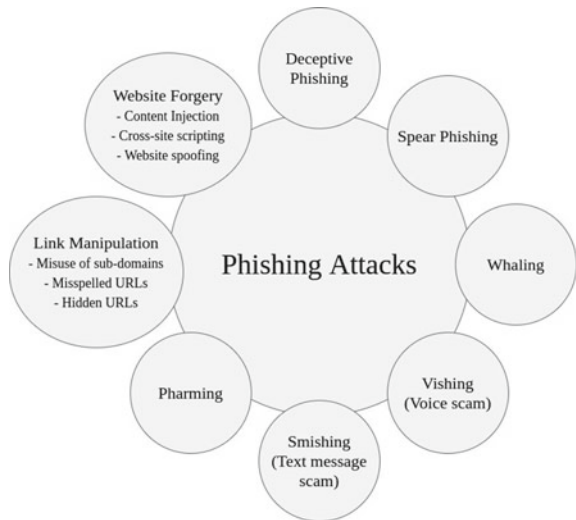 Deceptive
Phishing
Website Forgery
- Content Injection
- Cross-site scripting
- Website spoofing
Spear Phishing
Link Manipulation
- Misuse of sub-domains
- Misspelled URLs
- Hidden URLs
Phishing Attacks
Whaling
Pharming
Vishing
(Voice scam)
Smishing
(Text message
scam)